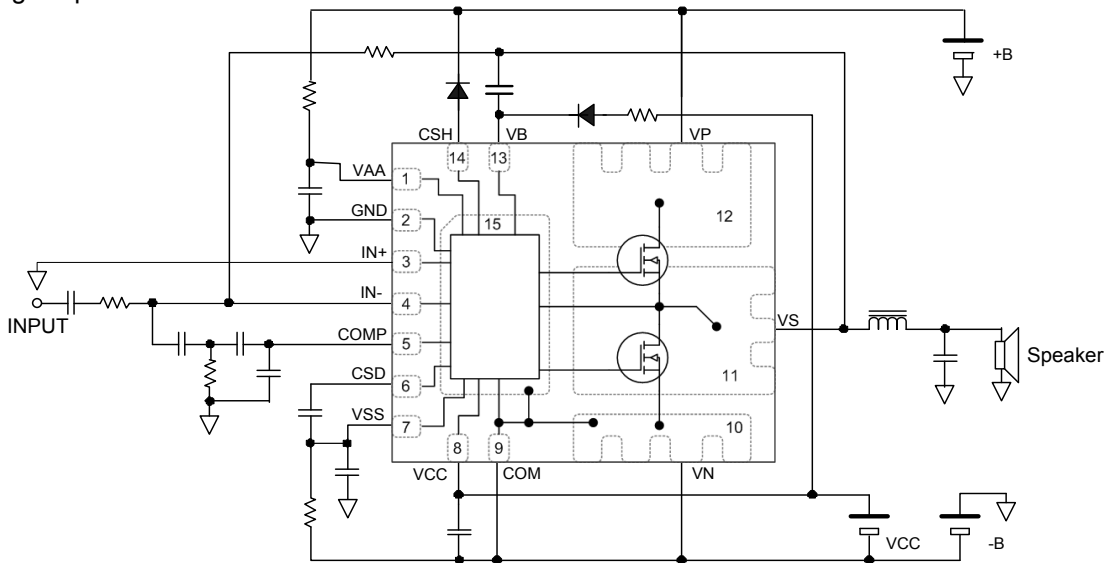 +B
CSH
VB
VP
14
13
VAA
1
12
GND
2
15
IN+
3
IN-
4
INPUT
VS
COMP
5
Speaker
CSD
6
11
VSS
7
10
8
9
VCC
COM
VN
VCC
-B